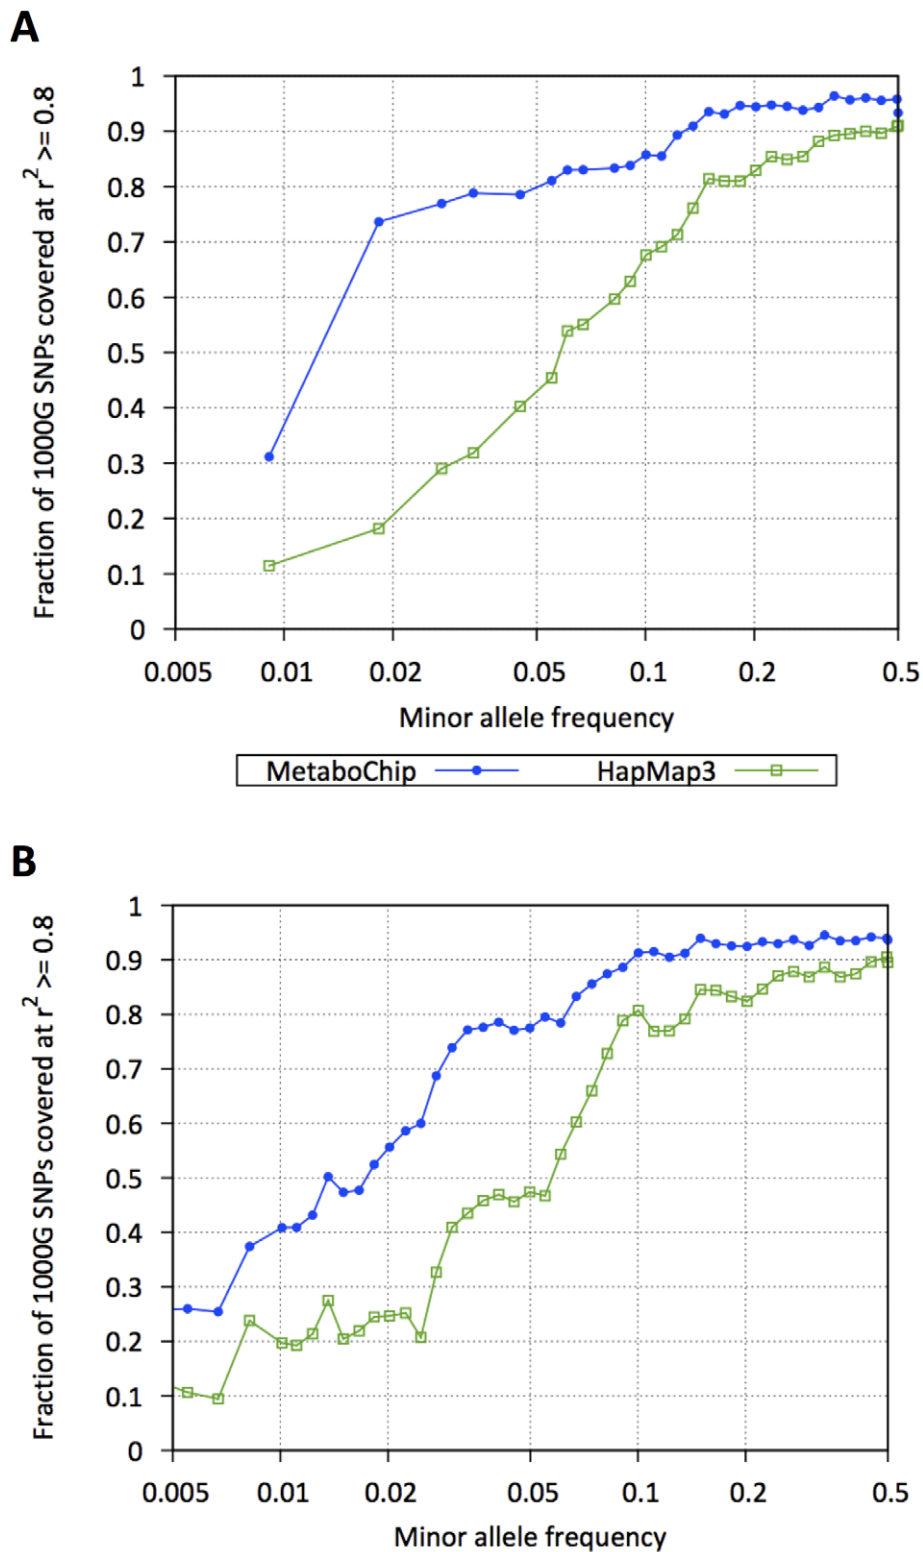 A
Fraction of 1000G SNPs covered at r² >= 0.8
1
0.9
0.8
0.7
0.6
0.5
0.4
0.3
0.2
0.1
0
0.005 0.01 0.02 0.05 0.1 0.2 0.5
Minor allele frequency
MetaboChip HapMap3
B
Fraction of 1000G SNPs covered at r² >= 0.8
1
0.9
0.8
0.7
0.6
0.5
0.4
0.3
0.2
0.1
0
0.005 0.01 0.02 0.05 0.1 0.2 0.5
Minor allele frequency